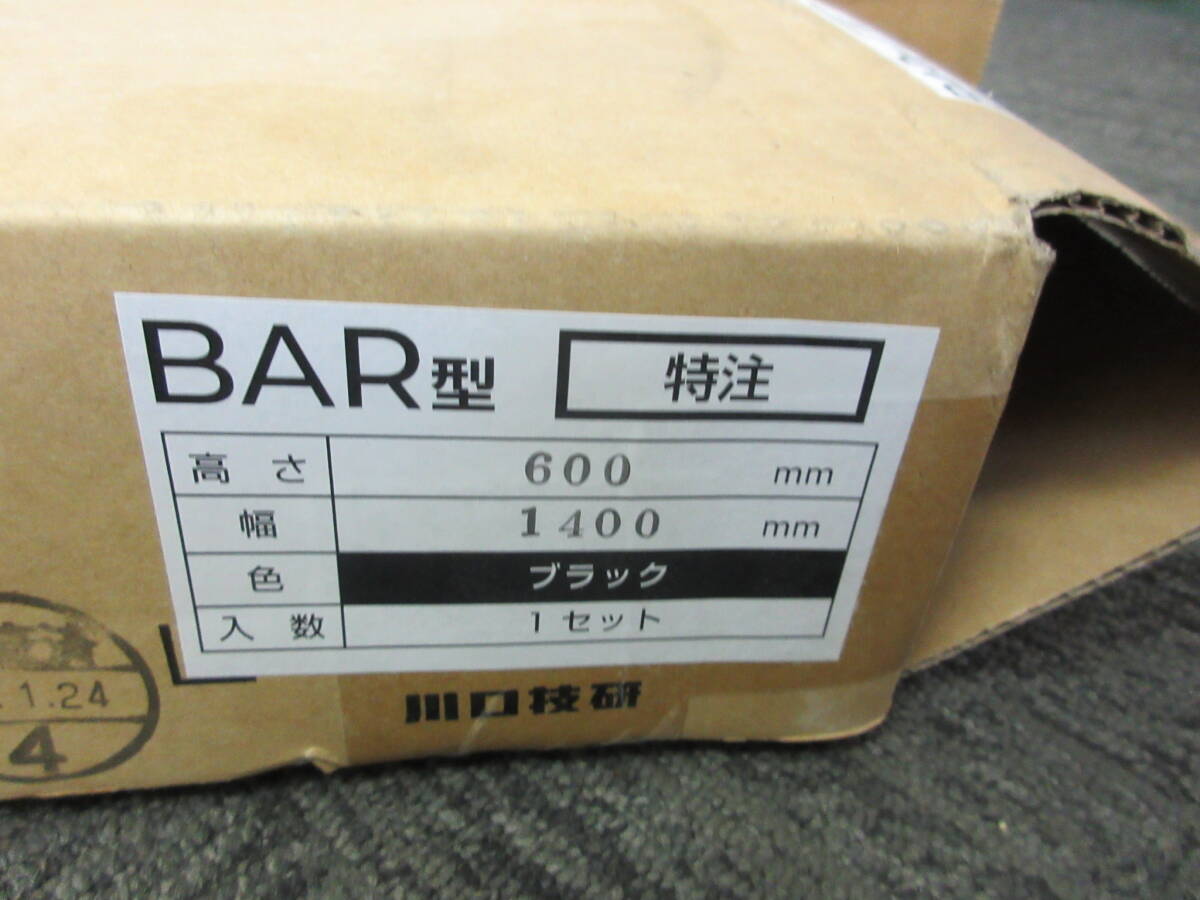 BAR型 特注
高さ 600 mm
幅 1400 mm
色 ブラック
入数 1セット
川口技研
1.24
4